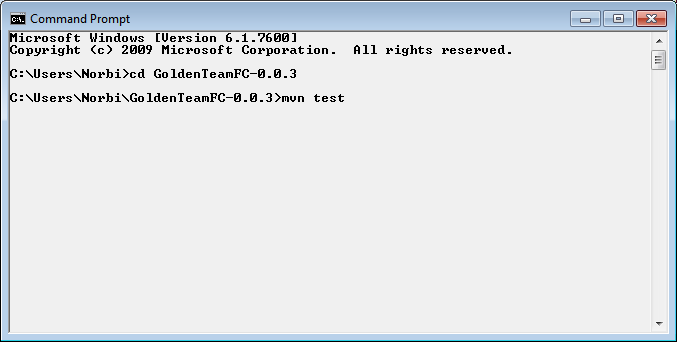 Command Prompt
Microsoft Windows [Version 6.1.7600]
Copyright (c) 2009 Microsoft Corporation.  All rights reserved.
C:\Users\Norbi>cd GoldenTeamFC-0.0.3
C:\Users\Norbi\GoldenTeamFC-0.0.3>mvn test